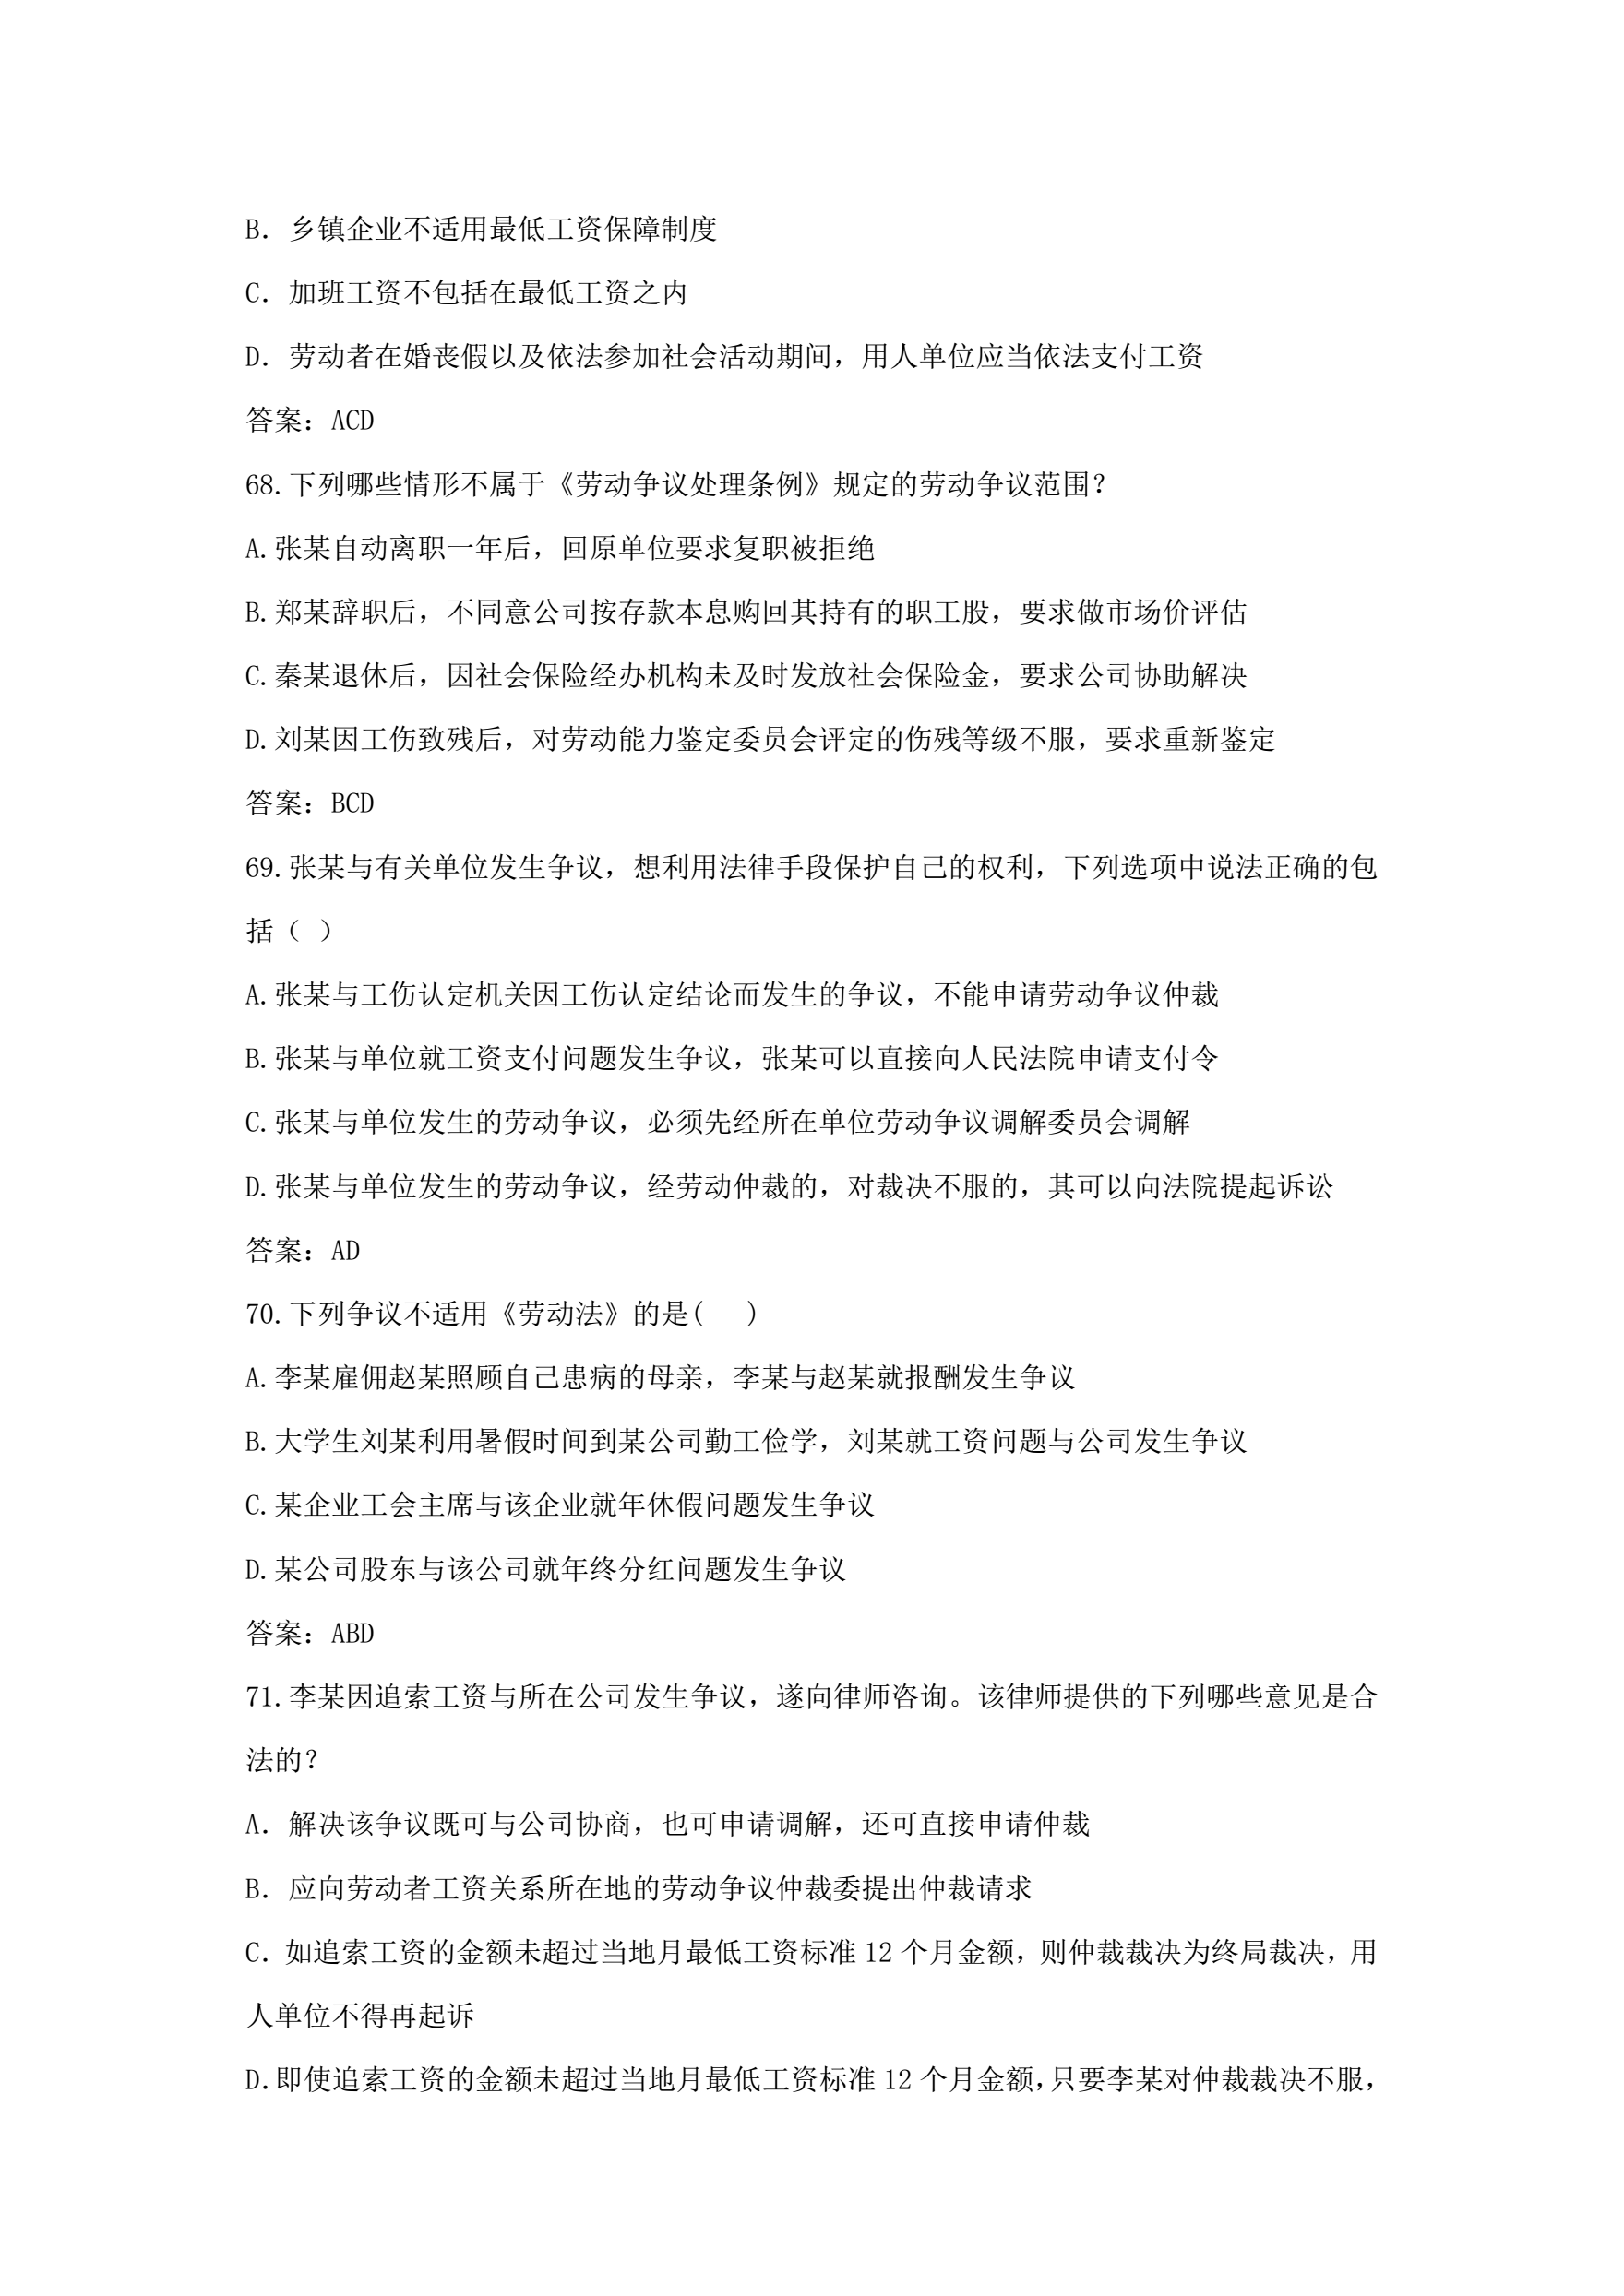 B. 乡镇企业不适用最低工资保障制度
C. 加班工资不包括在最低工资之内
D. 劳动者在婚丧假以及依法参加社会活动期间，用人单位应当依法支付工资
答案：ACD
68.下列哪些情形不属于《劳动争议处理条例》规定的劳动争议范围？
A.张某自动离职一年后，回原单位要求复职被拒绝
B.郑某辞职后，不同意公司按存款本息购回其持有的职工股，要求做市场价评估
C.秦某退休后，因社会保险经办机构未及时发放社会保险金，要求公司协助解决
D.刘某因工伤致残后，对劳动能力鉴定委员会评定的伤残等级不服，要求重新鉴定
答案：BCD
69.张某与有关单位发生争议，想利用法律手段保护自己的权利，下列选项中说法正确的包
括（ ）
A.张某与工伤认定机关因工伤认定结论而发生的争议，不能申请劳动争议仲裁
B.张某与单位就工资支付问题发生争议，张某可以直接向人民法院申请支付令
C.张某与单位发生的劳动争议，必须先经所在单位劳动争议调解委员会调解
D.张某与单位发生的劳动争议，经劳动仲裁的，对裁决不服的，其可以向法院提起诉讼
答案：AD
70.下列争议不适用《劳动法》的是(  )
A.李某雇佣赵某照顾自己患病的母亲，李某与赵某就报酬发生争议
B.大学生刘某利用暑假时间到某公司勤工俭学，刘某就工资问题与公司发生争议
C.某企业工会主席与该企业就年休假问题发生争议
D.某公司股东与该公司就年终分红问题发生争议
答案：ABD
71.李某因追索工资与所在公司发生争议，遂向律师咨询。该律师提供的下列哪些意见是合
法的？
A. 解决该争议既可与公司协商，也可申请调解，还可直接申请仲裁
B. 应向劳动者工资关系所在地的劳动争议仲裁委提出仲裁请求
C. 如追索工资的金额未超过当地月最低工资标准 12 个月金额，则仲裁裁决为终局裁决，用
人单位不得再起诉
D.即使追索工资的金额未超过当地月最低工资标准 12 个月金额，只要李某对仲裁裁决不服，